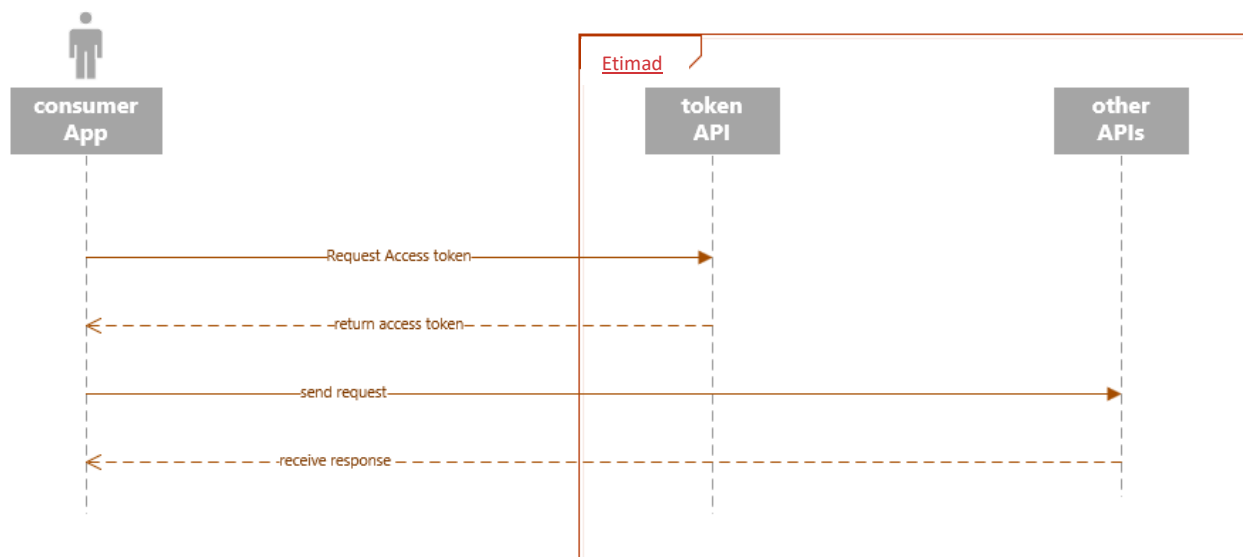 Etimad
consumer
App
token
API
other
APIs
Request Access token
return access token
send request
receive response